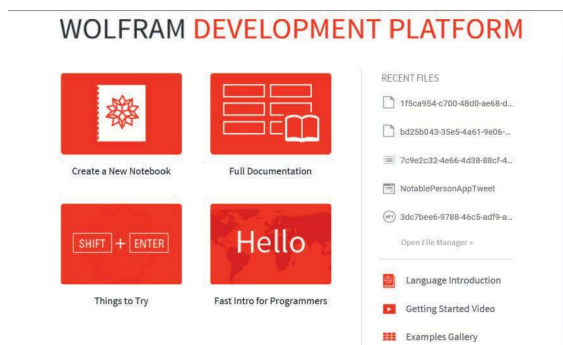 WOLFRAM DEVELOPMENT PLATFORM
Create a New Notebook
Full Documentation
SHIFT + ENTER
Things to Try
Hello
Fast Intro for Programmers
RECENT FILES
1f5ca954-c700-48d0-ae68-d...
bd25b043-35e5-4a61-9e06-...
7c9e2c32-4e66-4d38-88cf-4...
NotablePersonAppTweet
3dc7bee6-9788-46c5-adf9-a...
Open File Manager »
Language Introduction
Getting Started Video
Examples Gallery